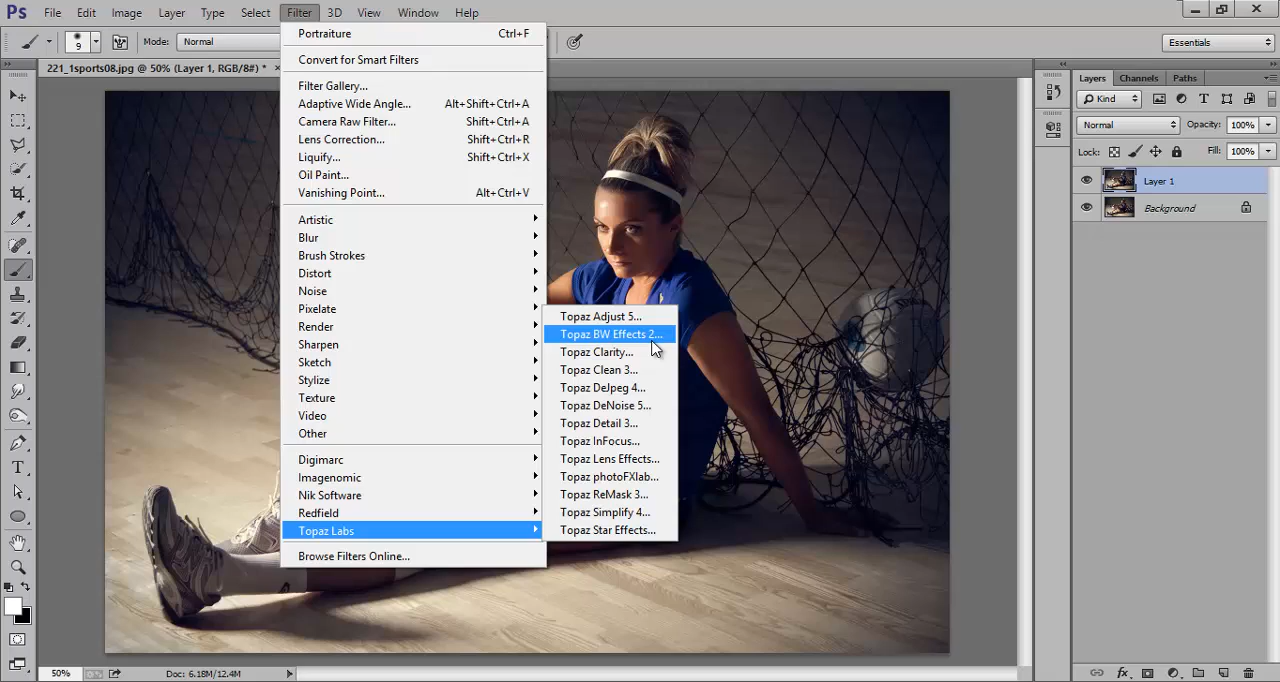 Ps File Edit Image Layer Type Select Filter 3D View Window Help
9 Mode: Normal Essentials
221_1sports08.jpg @ 50% (Layer 1, RGB/8#) * ×
Portraiture Ctrl+F
Convert for Smart Filters
Filter Gallery...
Adaptive Wide Angle... Alt+Shift+Ctrl+A
Camera Raw Filter... Shift+Ctrl+A
Lens Correction... Shift+Ctrl+R
Liquify... Shift+Ctrl+X
Oil Paint...
Vanishing Point... Alt+Ctrl+V
Artistic
Blur
Brush Strokes
Distort
Noise
Pixelate
Render
Sharpen
Sketch
Stylize
Texture
Video
Other
Digimarc
Imagenomic
Nik Software
Redfield
Topaz Labs
Browse Filters Online...
Topaz Adjust 5...
Topaz BW Effects 2...
Topaz Clarity...
Topaz Clean 3...
Topaz DeJpeg 4...
Topaz DeNoise 5...
Topaz Detail 3...
Topaz InFocus...
Topaz Lens Effects...
Topaz photoFXlab...
Topaz ReMask 3...
Topaz Simplify 4...
Topaz Star Effects...
Layers Channels Paths
Kind
Normal Opacity: 100%
Lock: Fill: 100%
Layer 1
Background
50% Doc: 6.18M/12.4M